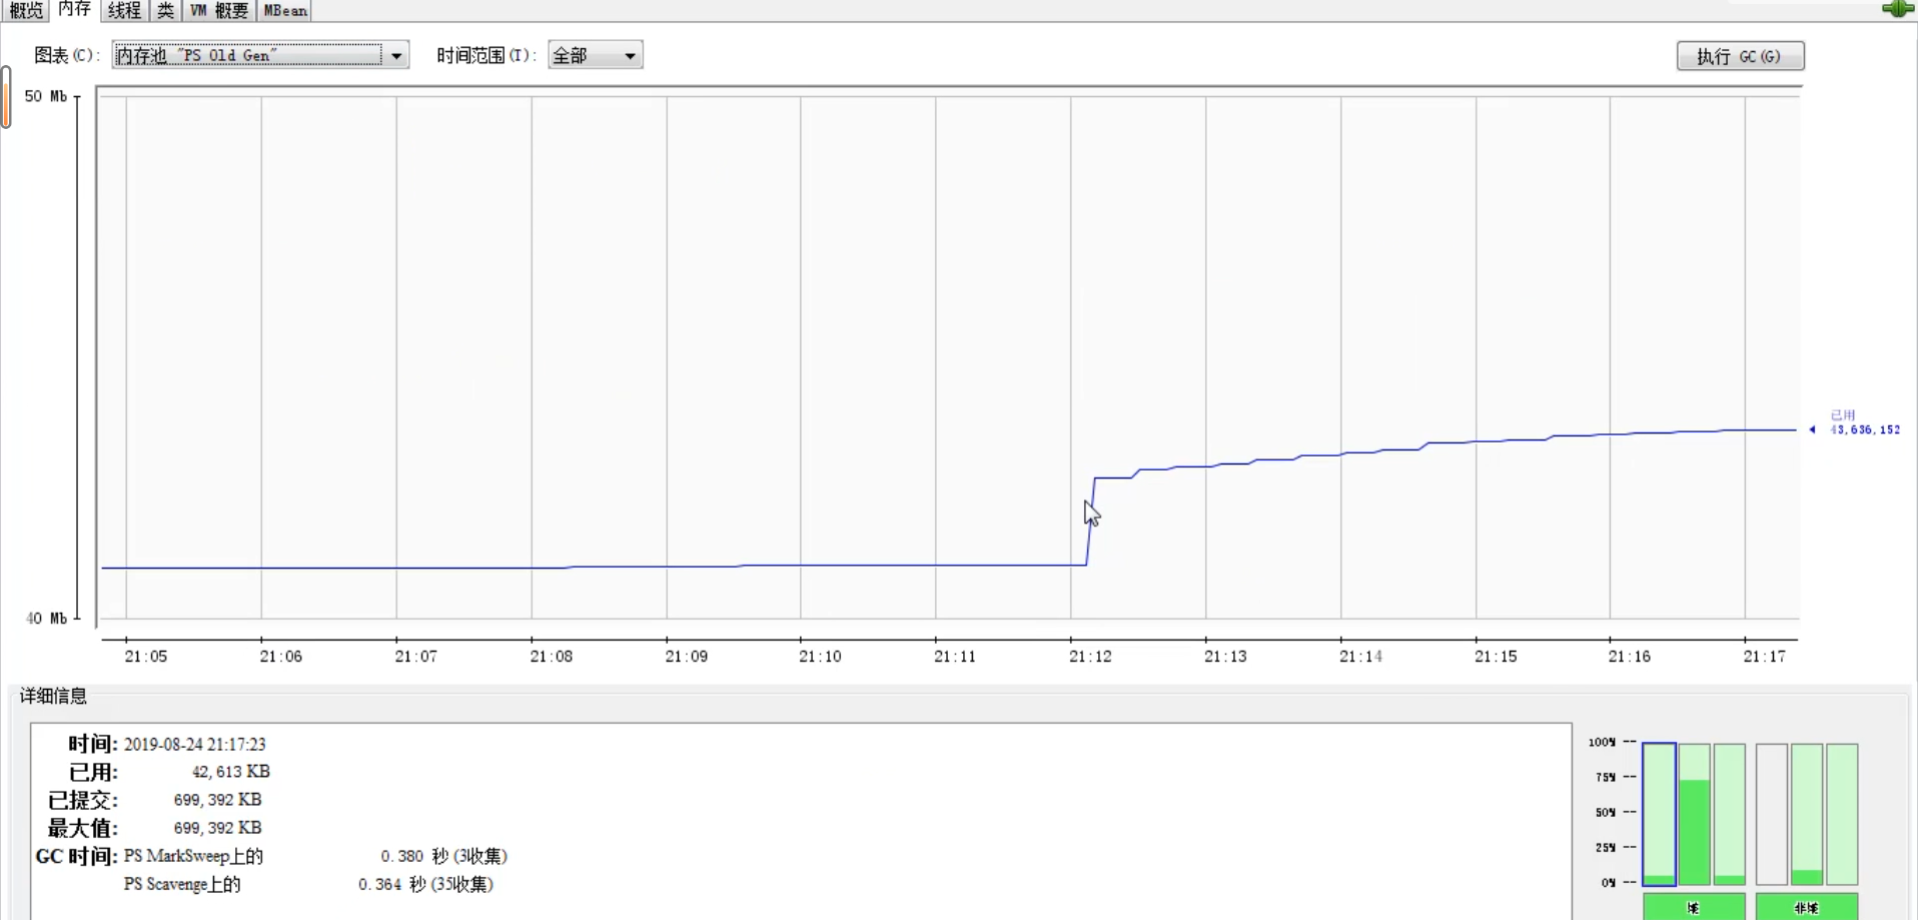 概览 内存 线程 类 VM 概要 MBean
图表(C): 内存池 "PS Old Gen" 时间范围(T): 全部 执行 GC(G)
50 Mb
已用
43,636,152
40 Mb
21:05 21:06 21:07 21:08 21:09 21:10 21:11 21:12 21:13 21:14 21:15 21:16 21:17
详细信息
时间: 2019-08-24 21:17:23
已用: 42,613 KB
已提交: 699,392 KB
最大值: 699,392 KB
GC 时间: PS MarkSweep上的 0.380 秒 (3收集)
PS Scavenge上的 0.364 秒 (35收集)
100%
75%
50%
25%
0%
堆 非堆